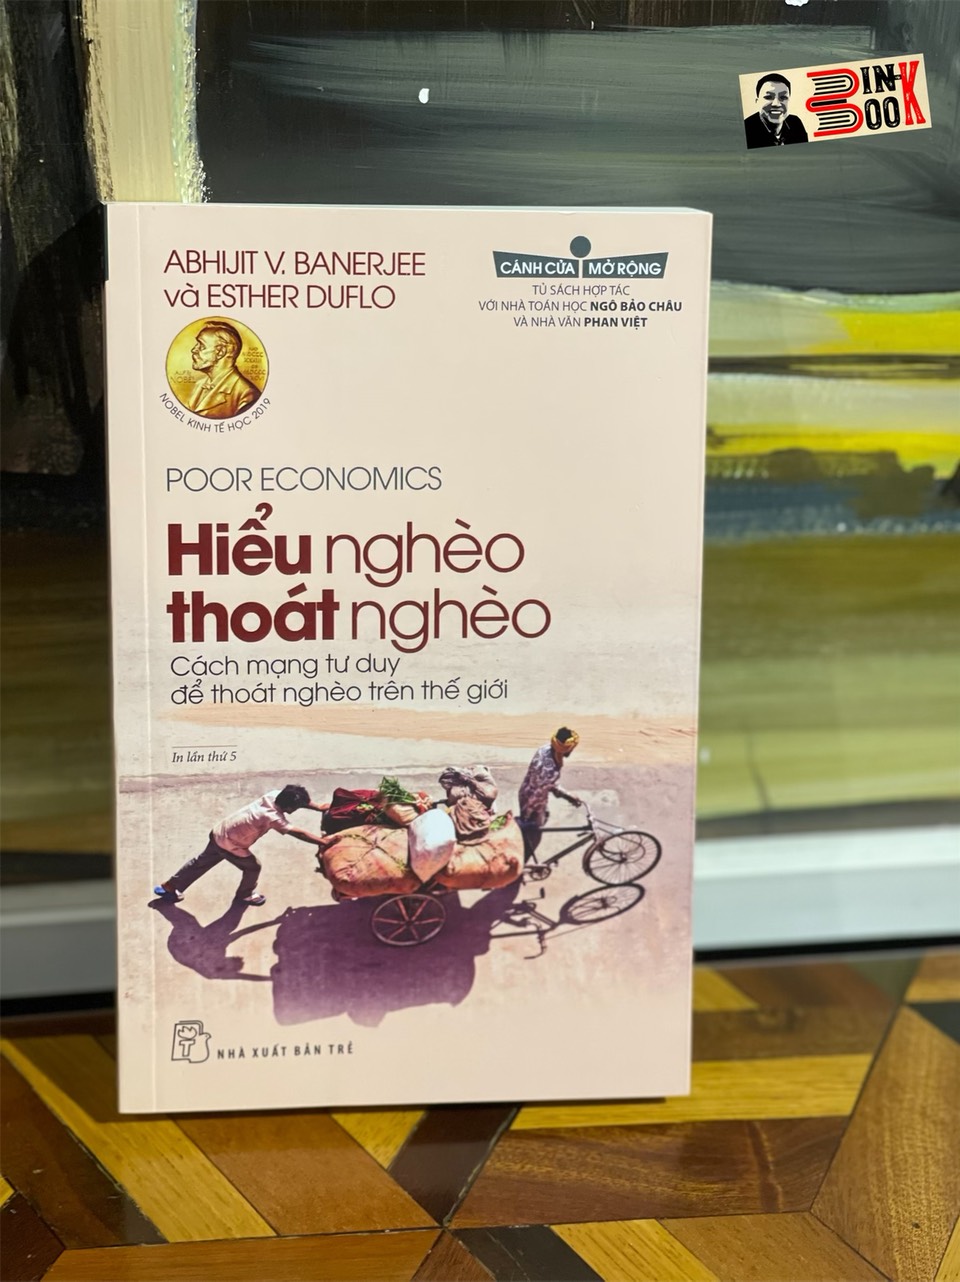 BIN-
BOOK
ABHIJIT V. BANERJEE
và ESTHER DUFLO
CÁNH CỬA MỞ RỘNG
TỦ SÁCH HỢP TÁC
VỚI NHÀ TOÁN HỌC NGÔ BẢO CHÂU
VÀ NHÀ VĂN PHAN VIỆT
NOBEL KINH TẾ HỌC 2019
POOR ECONOMICS
Hiểu nghèo
thoát nghèo
Cách mạng tư duy
để thoát nghèo trên thế giới
In lần thứ 5
NHÀ XUẤT BẢN TRẺ